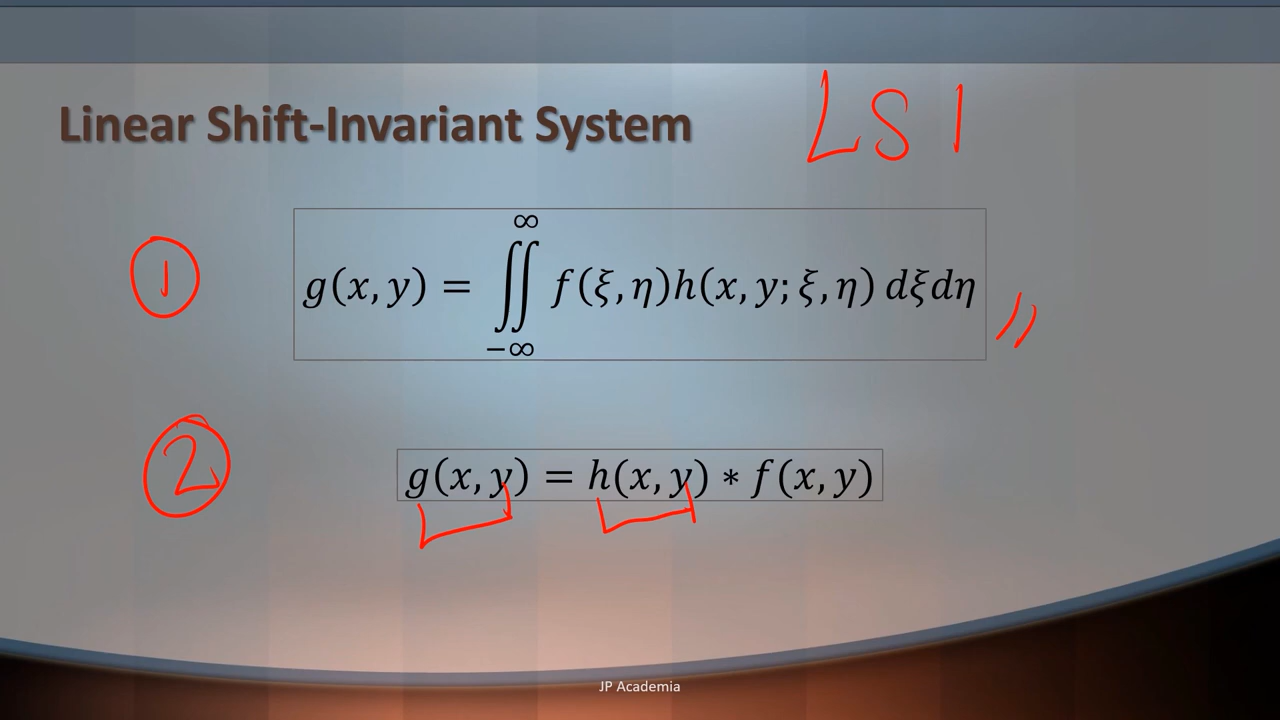 Linear Shift-Invariant System
LSI
①
g(x, y) = ∬_{-∞}^{∞} f(ξ, η)h(x, y; ξ, η) dξdη
②
g(x, y) = h(x, y) ∗ f(x, y)
JP Academia